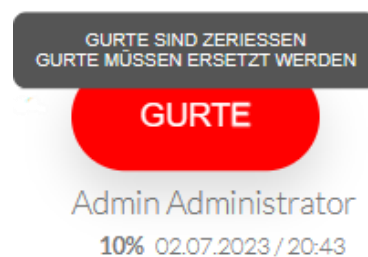 GURTE SIND ZERIESSEN
GURTE MÜSSEN ERSETZT WERDEN
GURTE
Admin Administrator
10% 02.07.2023 / 20:43